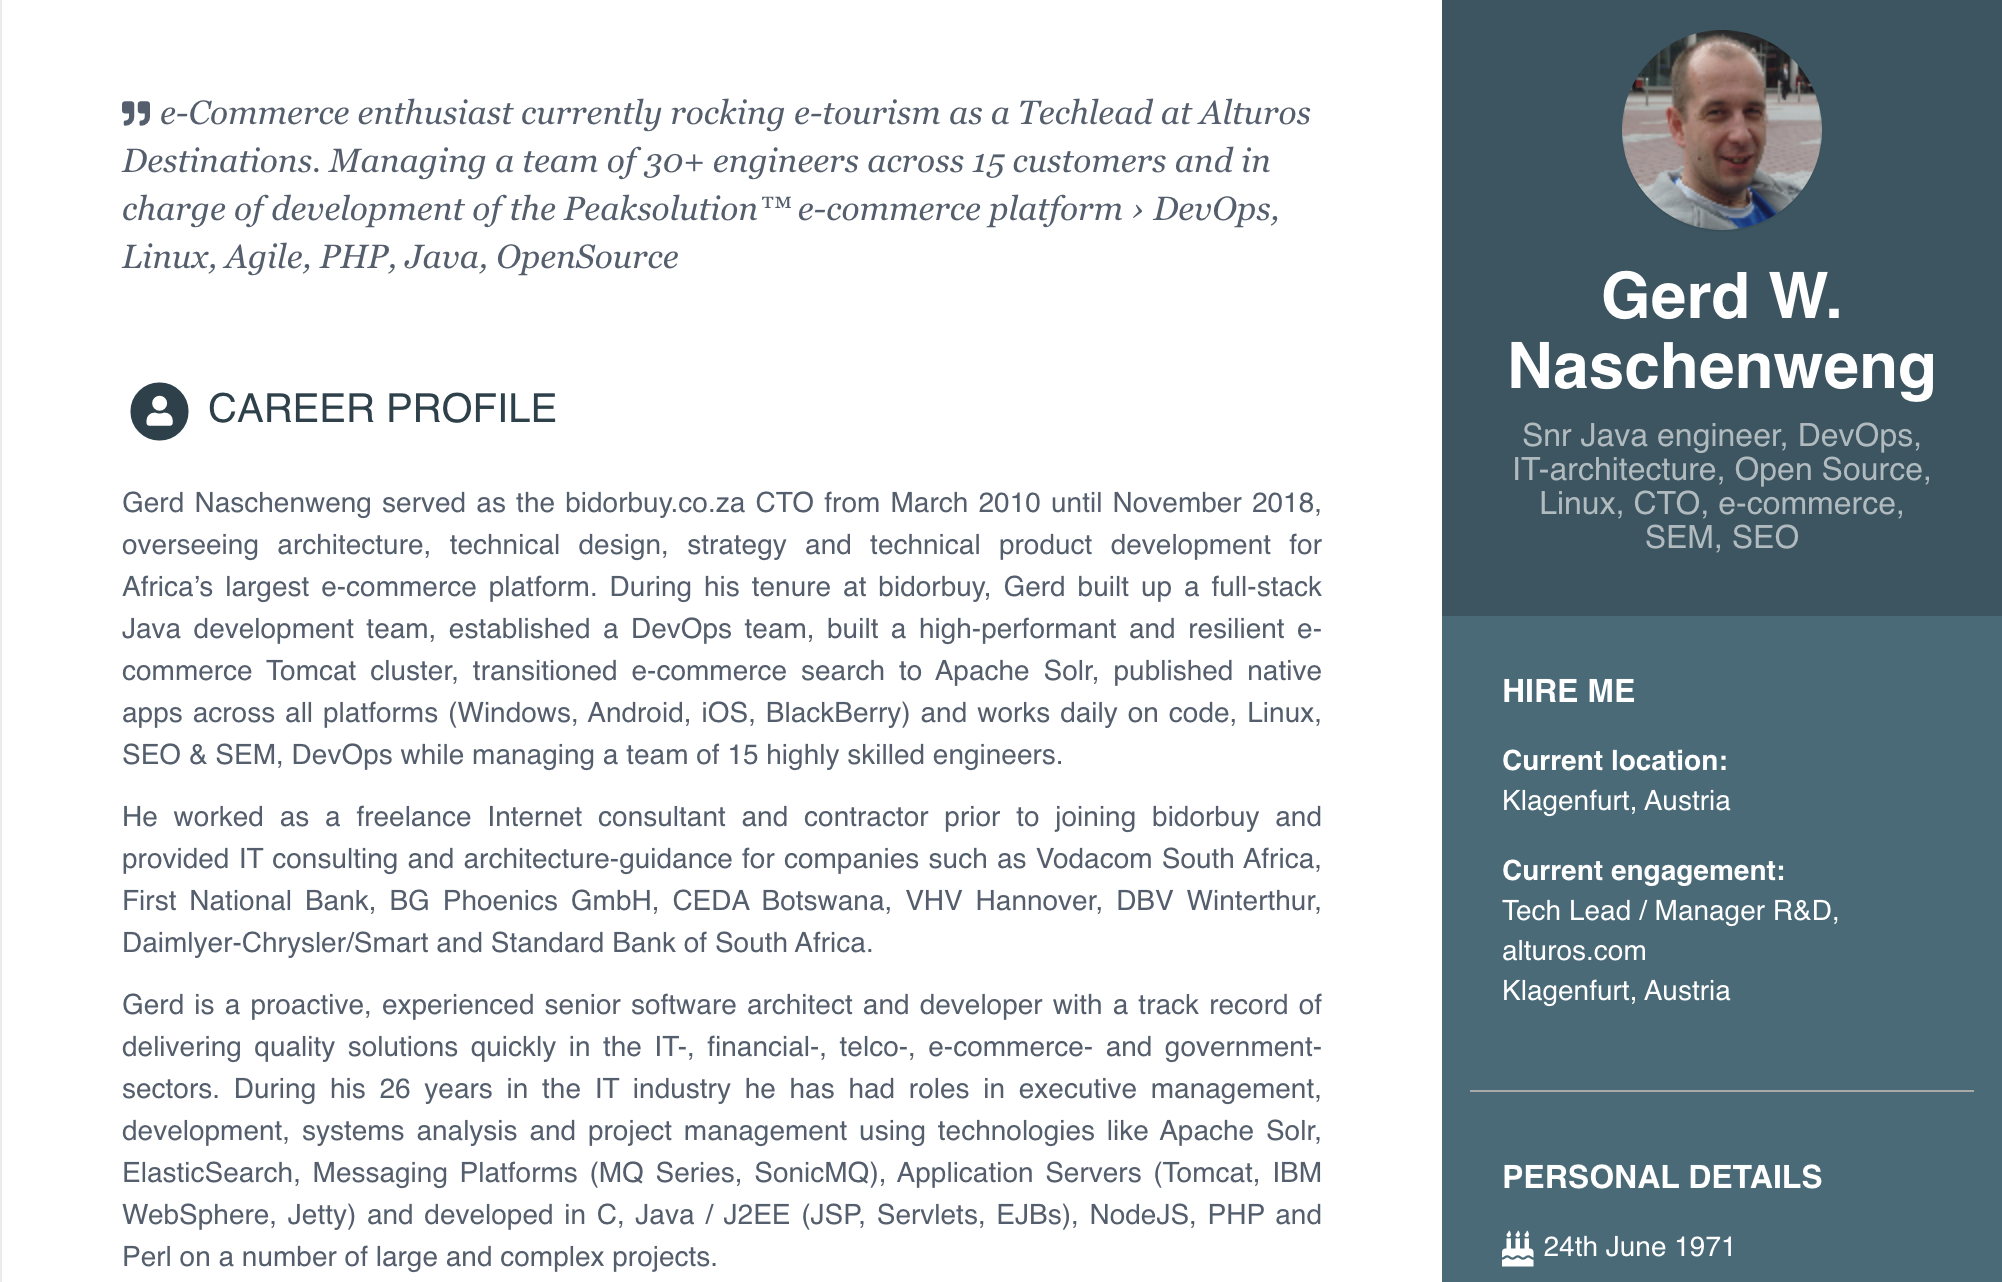 e-Commerce enthusiast currently rocking e-tourism as a Techlead at Alturos
Destinations. Managing a team of 30+ engineers across 15 customers and in
charge of development of the Peaksolution™ e-commerce platform › DevOps,
Linux, Agile, PHP, Java, OpenSource
CAREER PROFILE
Gerd Naschenweng served as the bidorbuy.co.za CTO from March 2010 until November 2018,
overseeing architecture, technical design, strategy and technical product development for
Africa’s largest e-commerce platform. During his tenure at bidorbuy, Gerd built up a full-stack
Java development team, established a DevOps team, built a high-performant and resilient e-
commerce Tomcat cluster, transitioned e-commerce search to Apache Solr, published native
apps across all platforms (Windows, Android, iOS, BlackBerry) and works daily on code, Linux,
SEO & SEM, DevOps while managing a team of 15 highly skilled engineers.
He worked as a freelance Internet consultant and contractor prior to joining bidorbuy and
provided IT consulting and architecture-guidance for companies such as Vodacom South Africa,
First National Bank, BG Phoenics GmbH, CEDA Botswana, VHV Hannover, DBV Winterthur,
Daimlyer-Chrysler/Smart and Standard Bank of South Africa.
Gerd is a proactive, experienced senior software architect and developer with a track record of
delivering quality solutions quickly in the IT-, financial-, telco-, e-commerce- and government-
sectors. During his 26 years in the IT industry he has had roles in executive management,
development, systems analysis and project management using technologies like Apache Solr,
ElasticSearch, Messaging Platforms (MQ Series, SonicMQ), Application Servers (Tomcat, IBM
WebSphere, Jetty) and developed in C, Java / J2EE (JSP, Servlets, EJBs), NodeJS, PHP and
Perl on a number of large and complex projects.
Gerd W.
Naschenweng
Snr Java engineer, DevOps,
IT-architecture, Open Source,
Linux, CTO, e-commerce,
SEM, SEO
HIRE ME
Current location:
Klagenfurt, Austria
Current engagement:
Tech Lead / Manager R&D,
alturos.com
Klagenfurt, Austria
PERSONAL DETAILS
24th June 1971